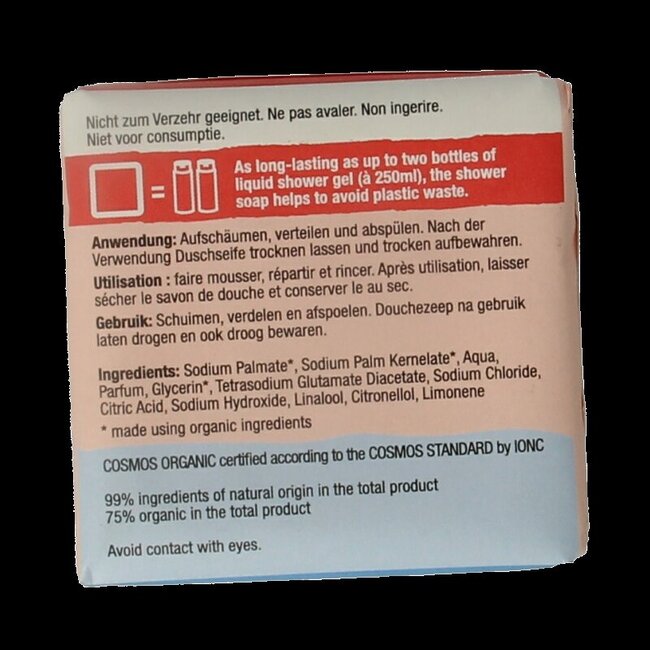 Nicht zum Verzehr geeignet. Ne pas avaler. Non ingerire.
Niet voor consumptie.
=
As long-lasting as up to two bottles of
liquid shower gel (à 250ml), the shower
soap helps to avoid plastic waste.
Anwendung: Aufschäumen, verteilen und abspülen. Nach der
Verwendung Duschseife trocknen lassen und trocken aufbewahren.
Utilisation : faire mousser, répartir et rincer. Après utilisation, laisser
sécher le savon de douche et conserver le au sec.
Gebruik: Schuimen, verdelen en afspoelen. Douchezeep na gebruik
laten drogen en ook droog bewaren.
Ingredients: Sodium Palmate*, Sodium Palm Kernelate*, Aqua,
Parfum, Glycerin*, Tetrasodium Glutamate Diacetate, Sodium Chloride,
Citric Acid, Sodium Hydroxide, Linalool, Citronellol, Limonene
* made using organic ingredients
COSMOS ORGANIC certified according to the COSMOS STANDARD by IONC
99% ingredients of natural origin in the total product
75% organic in the total product
Avoid contact with eyes.